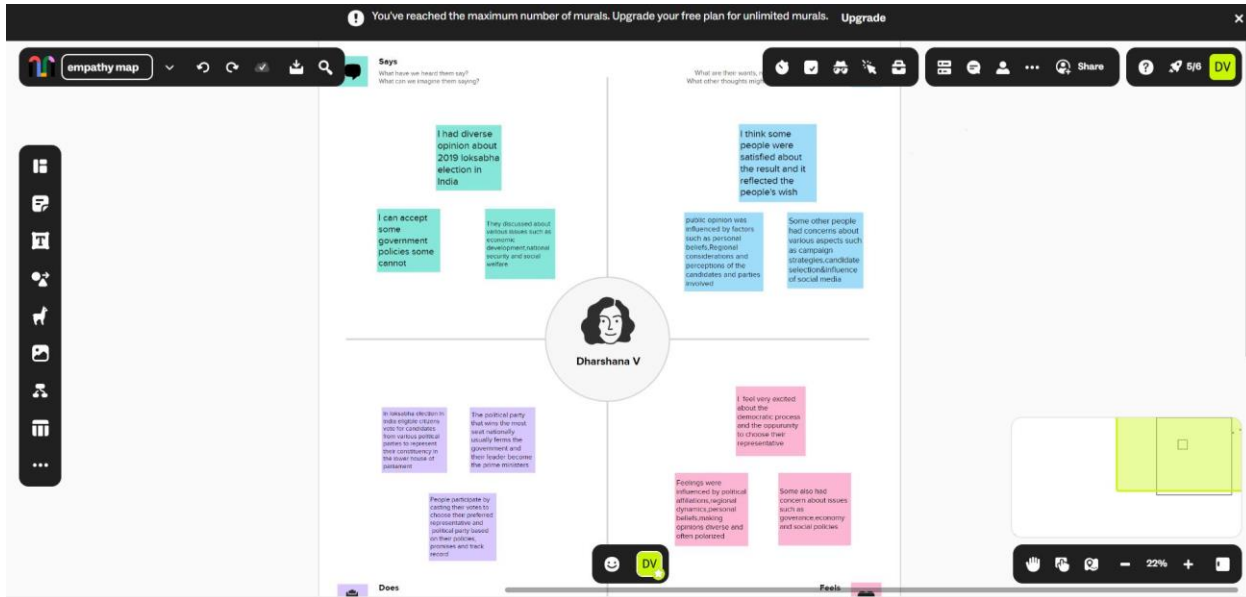 You've reached the maximum number of murals. Upgrade your free plan for unlimited murals. Upgrade
empathy map
Share
5/6
DV
Says
What have we heard them say?
What can we imagine them saying?
What are their wants,
What other thoughts
I had diverse
opinion about
2019 loksabha
election in
India
I can accept
some
government
policies some
cannot
They discussed about
various issues such as
economic
development,national
security and social
welfare
I think some
people were
satisfied about
the result and it
reflected the
people's wish
public opinion was
influenced by factors
such as personal
beliefs,Regional
considerations and
perceptions of the
candidates and parties
involved
Some other people
had concerns about
various aspects such
as campaign
strategies,candidate
selection&influence
of social media
Dharshana V
In loksabha election in
india eligible citizens
vote for candidates
from various political
parties to represent
their constituency in
the lower house of
parliament
The political party
that wins the most
seat nationally
usually forms the
government and
their leader become
the prime ministers
People participate by
casting their votes to
choose their preferred
representative and
political party based
on their policies,
promises and track
record
I feel very excited
about the
democratic process
and the oppurunity
to choose their
representative
Feelings were
influenced by political
affiliations,regional
dynamics,personal
beliefs,making
opinions diverse and
often polarized
Some also had
concern about issues
such as
goverance,economy
and social policies
DV
Does
Feels
22%